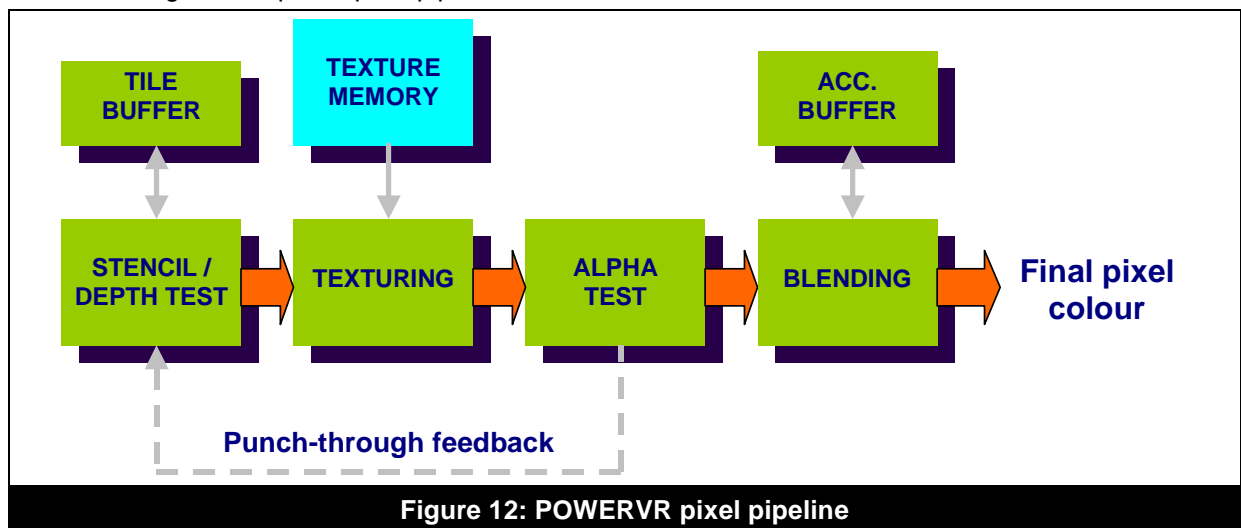 TILE
BUFFER
TEXTURE
MEMORY
ACC.
BUFFER
STENCIL /
DEPTH TEST
TEXTURING
ALPHA
TEST
BLENDING
Final pixel
colour
Punch-through feedback
Figure 12: POWERVR pixel pipeline